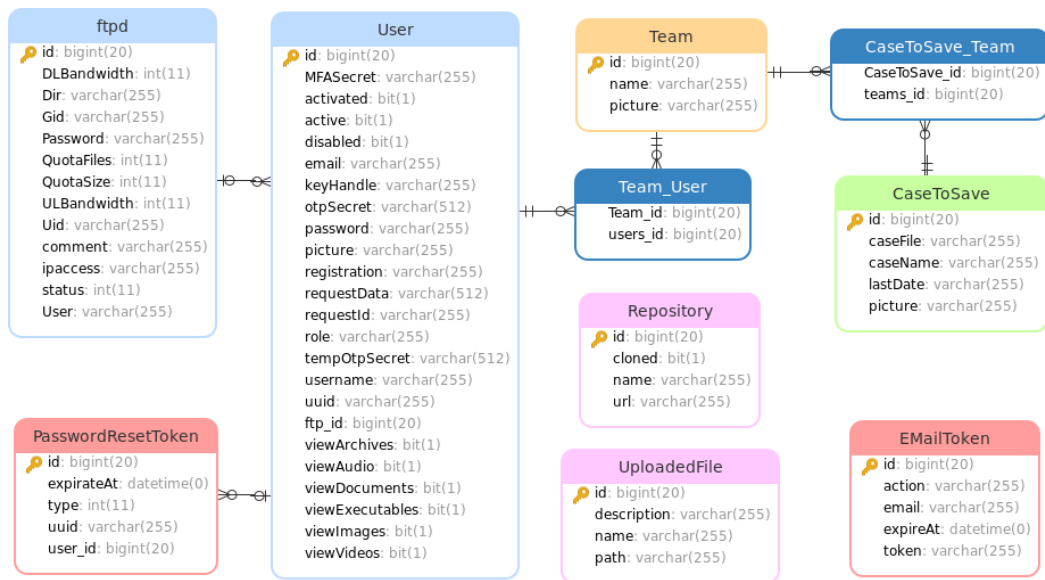 ftpd
id: bigint(20)
DLBandwidth: int(11)
Dir: varchar(255)
Gid: varchar(255)
Password: varchar(255)
QuotaFiles: int(11)
QuotaSize: int(11)
ULBandwidth: int(11)
Uid: varchar(255)
comment: varchar(255)
ipaccess: varchar(255)
status: int(11)
User: varchar(255)
User
id: bigint(20)
MFASecret: varchar(255)
activated: bit(1)
active: bit(1)
disabled: bit(1)
email: varchar(255)
keyHandle: varchar(255)
otpSecret: varchar(512)
password: varchar(255)
picture: varchar(255)
registration: varchar(255)
requestData: varchar(512)
requestId: varchar(255)
role: varchar(255)
tempOtpSecret: varchar(512)
username: varchar(255)
uuid: varchar(255)
ftp_id: bigint(20)
viewArchives: bit(1)
viewAudio: bit(1)
viewDocuments: bit(1)
viewExecutables: bit(1)
viewImages: bit(1)
viewVideos: bit(1)
Team
id: bigint(20)
name: varchar(255)
picture: varchar(255)
CaseToSave_Team
CaseToSave_id: bigint(20)
teams_id: bigint(20)
Team_User
Team_id: bigint(20)
users_id: bigint(20)
CaseToSave
id: bigint(20)
caseFile: varchar(255)
caseName: varchar(255)
lastDate: varchar(255)
picture: varchar(255)
Repository
id: bigint(20)
cloned: bit(1)
name: varchar(255)
url: varchar(255)
PasswordResetToken
id: bigint(20)
expirateAt: datetime(0)
type: int(11)
uuid: varchar(255)
user_id: bigint(20)
UploadedFile
id: bigint(20)
description: varchar(255)
name: varchar(255)
path: varchar(255)
EMailToken
id: bigint(20)
action: varchar(255)
email: varchar(255)
expireAt: datetime(0)
token: varchar(255)